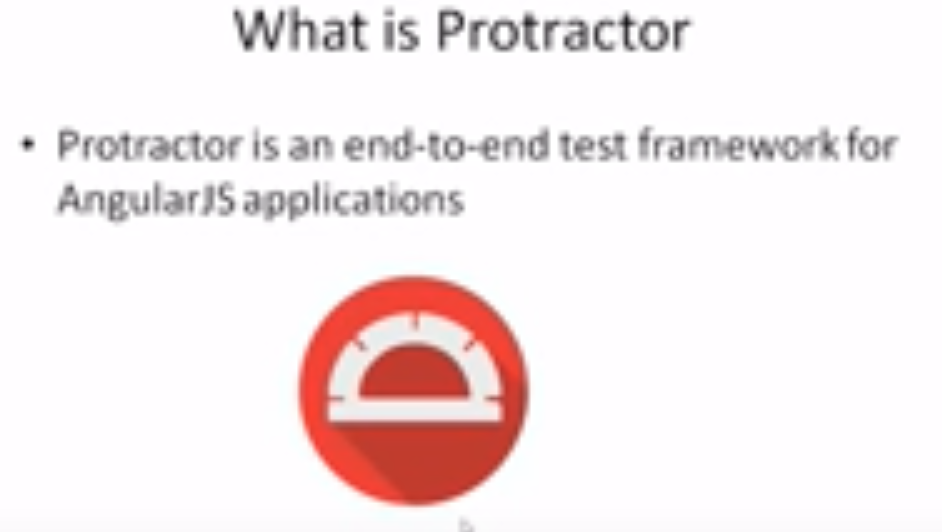 What is Protractor
• Protractor is an end-to-end test framework for
AngularJS applications